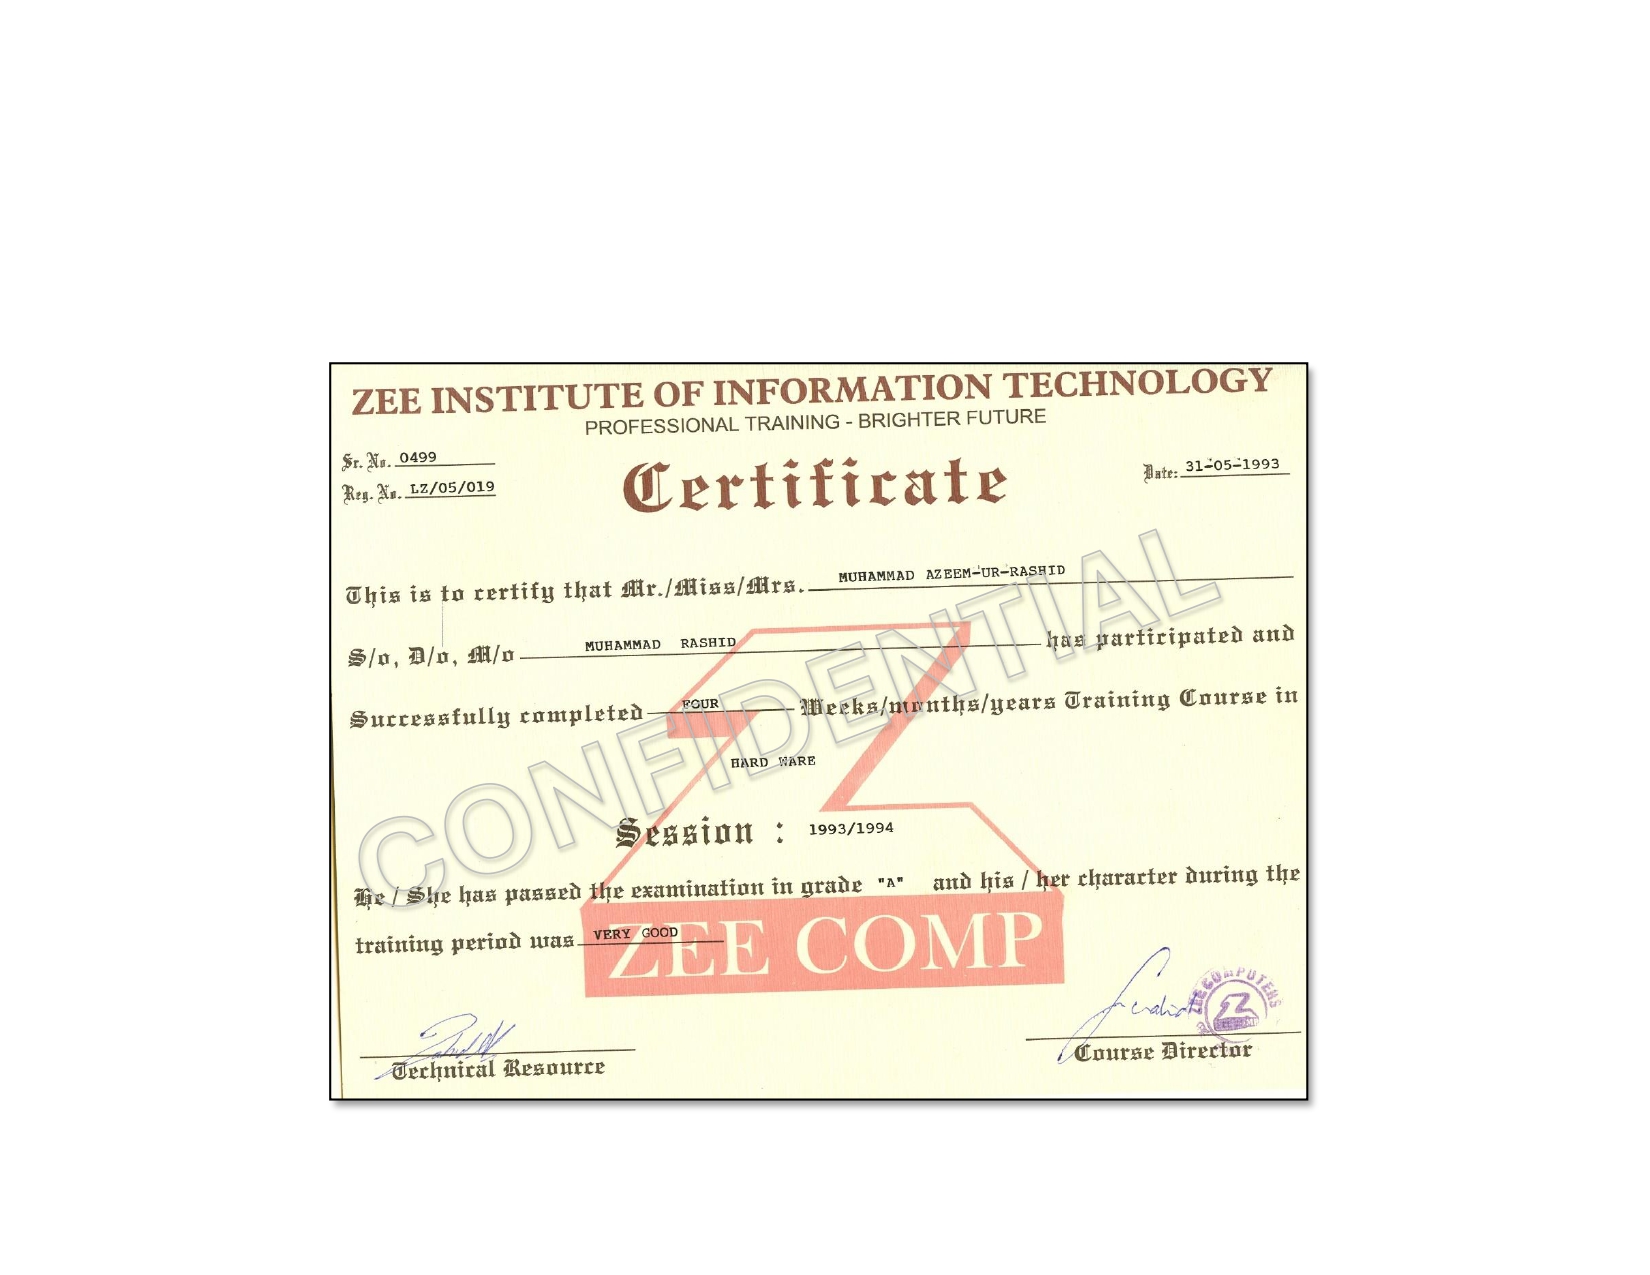 ZEE INSTITUTE OF INFORMATION TECHNOLOGY
PROFESSIONAL TRAINING - BRIGHTER FUTURE
Sr. No. 0499
Reg. No. LZ/05/019
Certificate
Date: 31-05-1993
This is to certify that Mr./Miss/Mrs. MUHAMMAD AZEEM-UR-RASHID
S/o, D/o, M/o MUHAMMAD RASHID has participated and
Successfully completed FOUR Weeks/months/years Training Course in
HARD WARE
Session : 1993/1994
He / She has passed the examination in grade "A" and his / her character during the
training period was VERY GOOD
ZEE COMP
CONFIDENTIAL
ZEE COMPUTERS
Technical Resource
Course Director